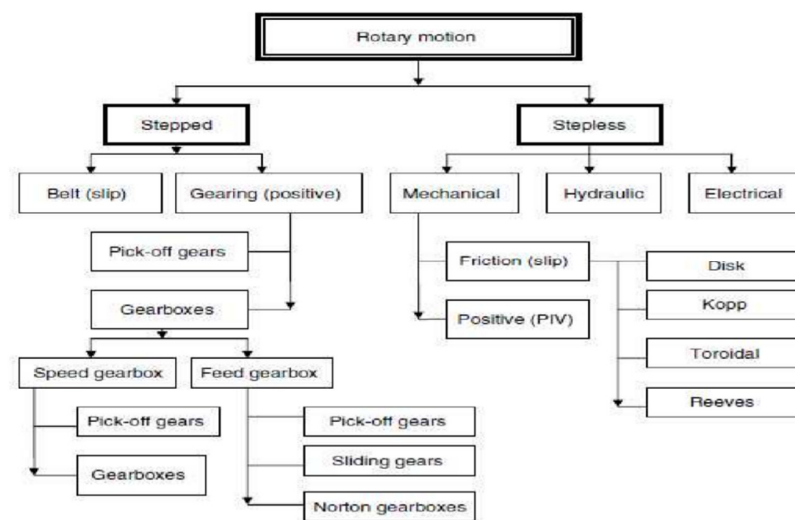 Rotary motion
Stepped
Stepless
Belt (slip)
Gearing (positive)
Mechanical
Hydraulic
Electrical
Pick-off gears
Friction (slip)
Disk
Gearboxes
Positive (PIV)
Kopp
Speed gearbox
Feed gearbox
Toroidal
Reeves
Pick-off gears
Pick-off gears
Gearboxes
Sliding gears
Norton gearboxes